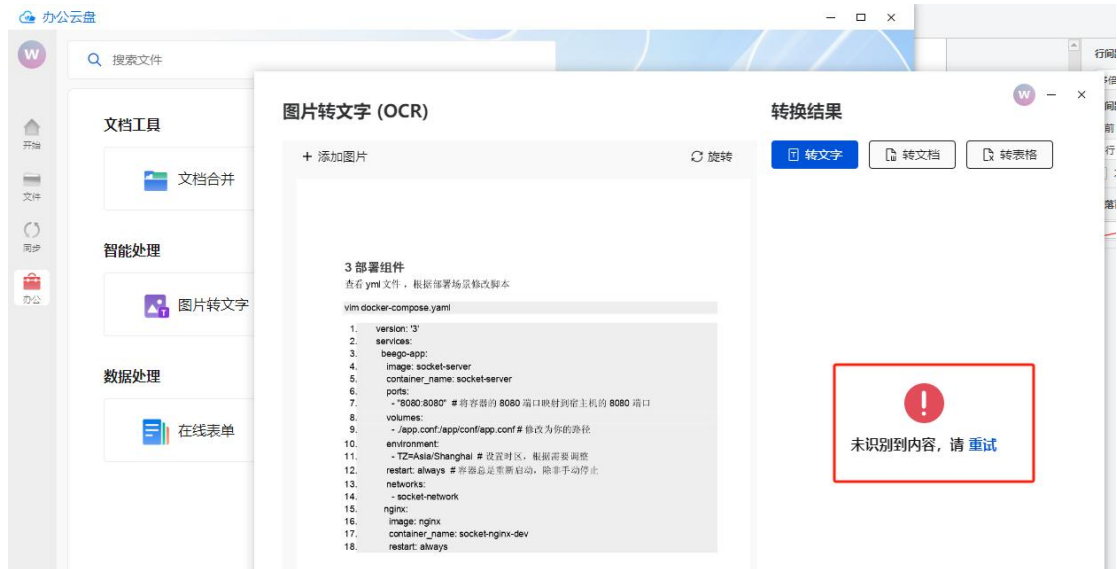 办公云盘
W
搜索文件
开始
文件
同步
办公
文档工具
文档合并
智能处理
图片转文字
数据处理
在线表单
图片转文字 (OCR)
+ 添加图片
旋转
3 部署组件
查看 yml 文件，根据部署场景修改脚本
vim docker-compose.yaml
1. version: '3'
2. services:
3. beego-app:
4. image: socket-server
5. container_name: socket-server
6. ports:
7. - "8080:8080" # 将容器的 8080 端口映射到宿主机的 8080 端口
8. volumes:
9. - ./app.conf:/app/conf/app.conf # 修改为你的路径
10. environment:
11. - TZ=Asia/Shanghai # 设置时区，根据需要调整
12. restart: always # 容器总是重新启动，除非手动停止
13. networks:
14. - socket-network
15. nginx:
16. image: nginx
17. container_name: socket-nginx-dev
18. restart: always
W
转换结果
转文字
转文档
转表格
未识别到内容，请 重试
行间